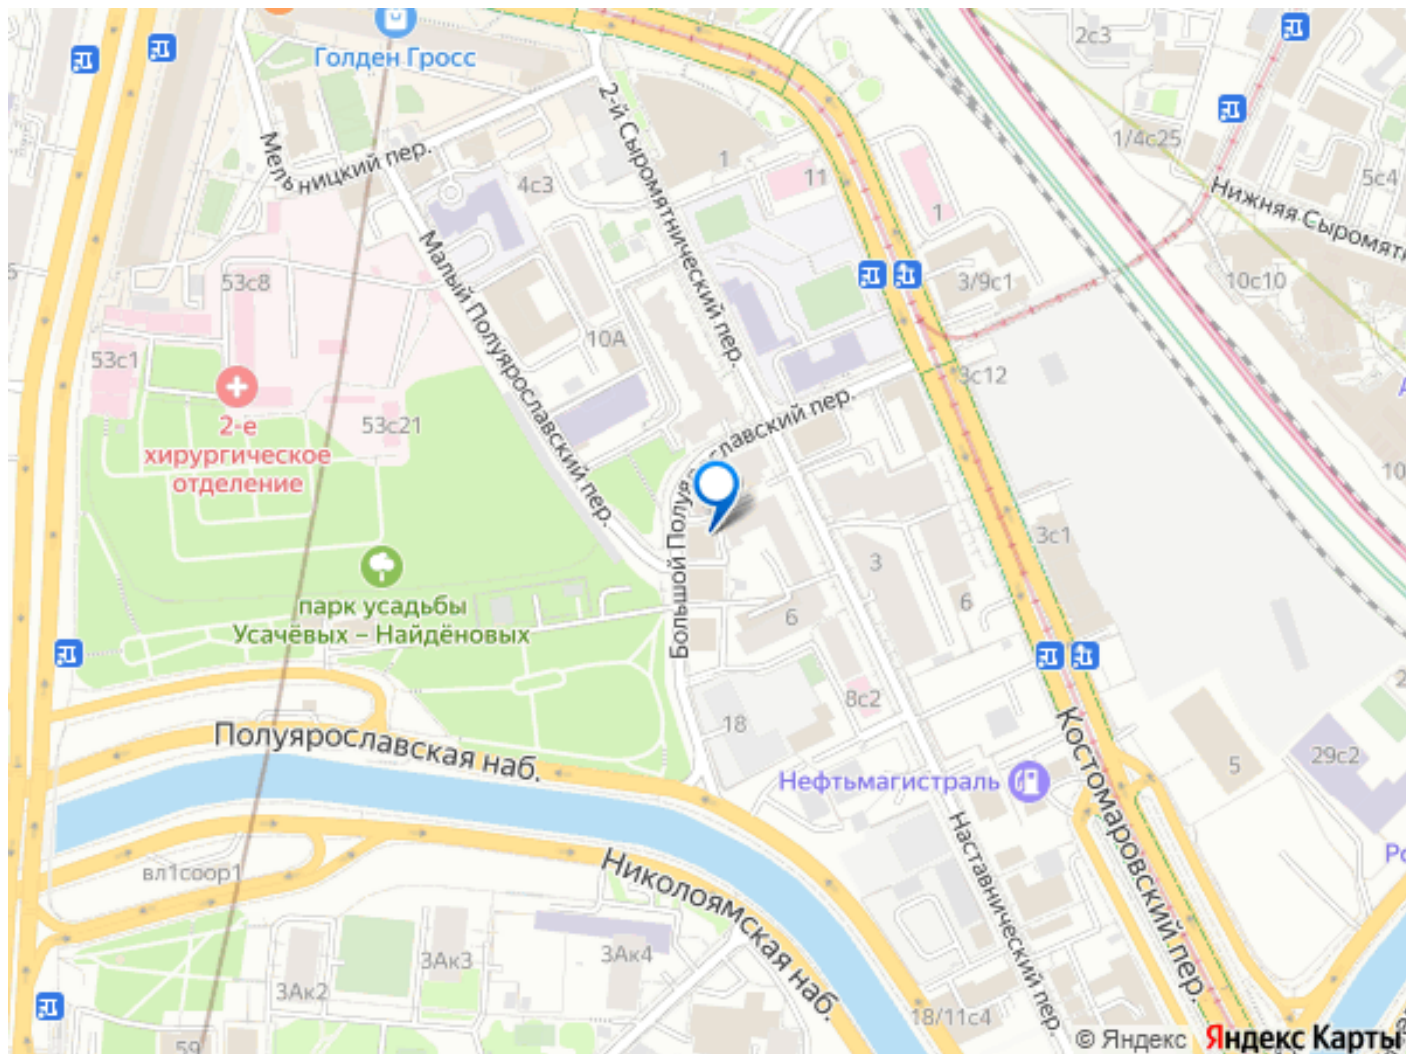 Голден Гросс
2с3
1/4с25
5с4
Нижняя Сыромятн
10с10
2-й Сыромятнический пер.
Мельницкий пер.
4с3
1
11
1
3/9с1
53с8
Малый Полуярославский пер.
10А
53с1
53с21
2-е
хирургическое
отделение
3с12
славский пер.
Большой Полуя
10
3с1
3
6
6
парк усадьбы
Усачёвых – Найдёновых
8с2
18
Полуярославская наб.
Нефтьмагистраль
Костомаровский пер.
5
29с2
Ро
Наставнический пер.
вл1соор1
Николоямская наб.
3Ак2
3Ак3
3Ак4
18/11с4
59
© Яндекс Яндекс Карты